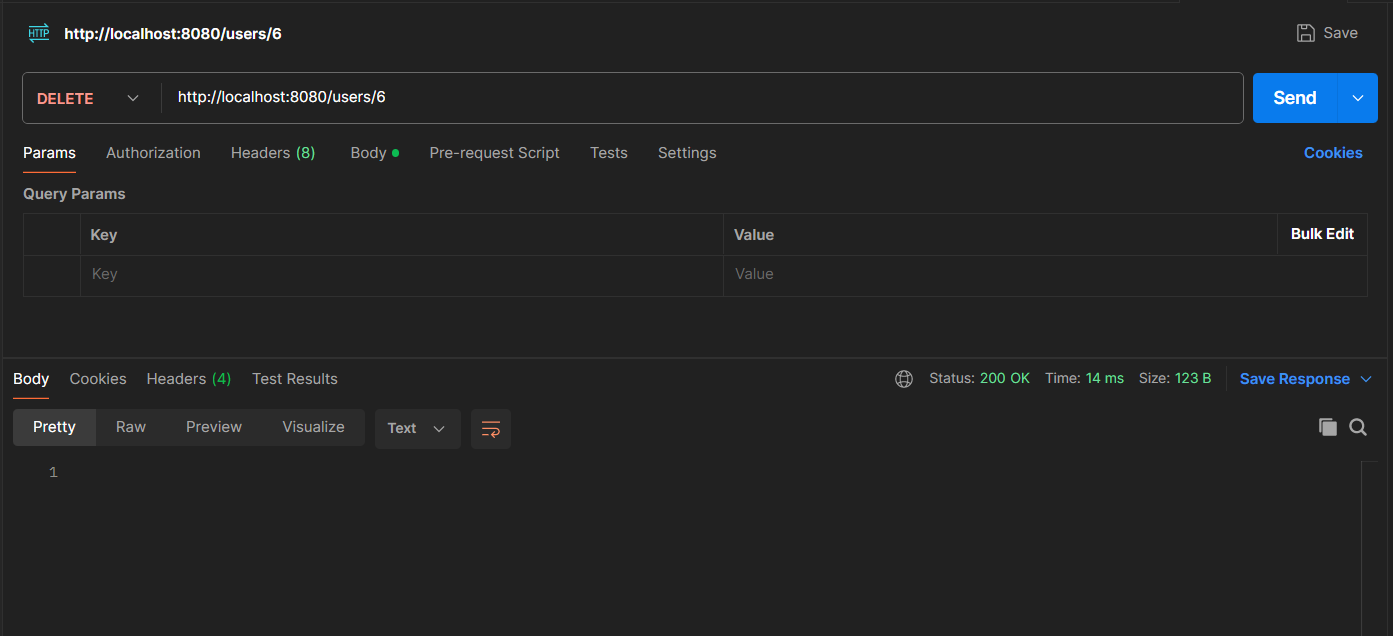 HTTP http://localhost:8080/users/6 Save
DELETE http://localhost:8080/users/6 Send
Params Authorization Headers (8) Body Pre-request Script Tests Settings Cookies
Query Params
Key Value Bulk Edit
Key Value
Body Cookies Headers (4) Test Results Status: 200 OK Time: 14 ms Size: 123 B Save Response
Pretty Raw Preview Visualize Text
1